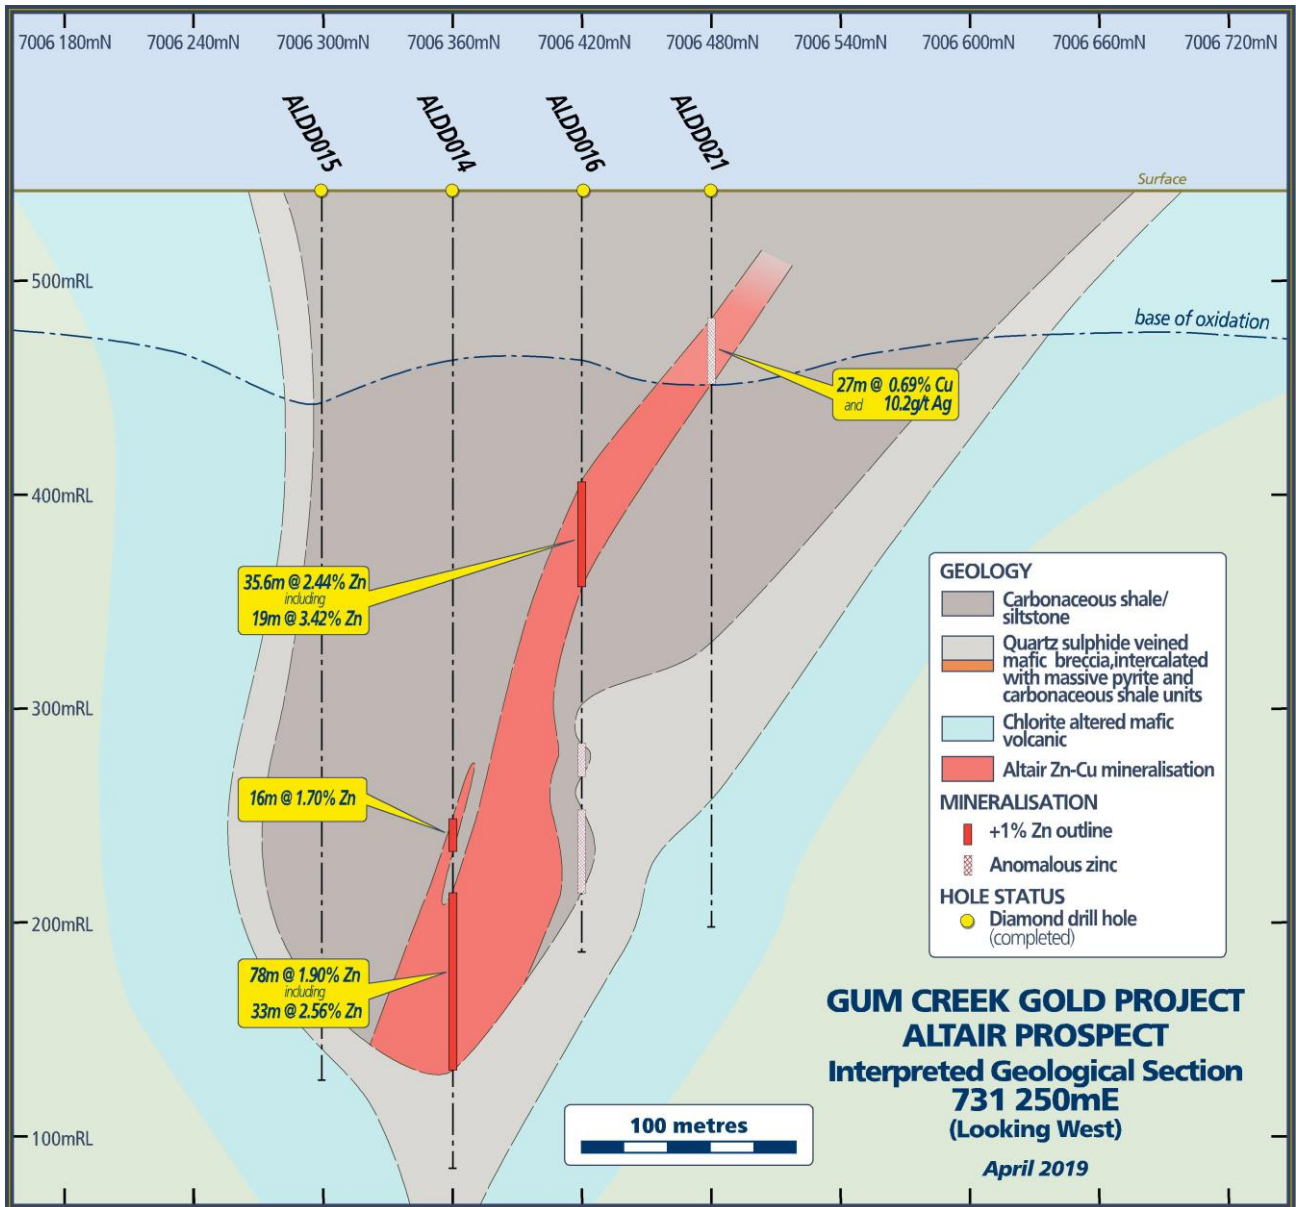 7006 180mN 7006 240mN 7006 300mN 7006 360mN 7006 420mN 7006 480mN 7006 540mN 7006 600mN 7006 660mN 7006 720mN
ALDD015
ALDD014
ALDD016
ALDD021
Surface
500mRL
base of oxidation
27m @ 0.69% Cu
and 10.2g/t Ag
400mRL
35.6m @ 2.44% Zn
including
19m @ 3.42% Zn
300mRL
16m @ 1.70% Zn
200mRL
78m @ 1.90% Zn
including
33m @ 2.56% Zn
100mRL
GEOLOGY
Carbonaceous shale/
siltstone
Quartz sulphide veined
mafic breccia,intercalated
with massive pyrite and
carbonaceous shale units
Chlorite altered mafic
volcanic
Altair Zn-Cu mineralisation
MINERALISATION
+1% Zn outline
Anomalous zinc
HOLE STATUS
Diamond drill hole
(completed)
GUM CREEK GOLD PROJECT
ALTAIR PROSPECT
Interpreted Geological Section
731 250mE
(Looking West)
April 2019
100 metres